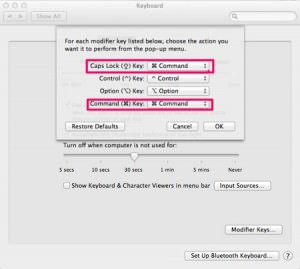 Keyboard
Show All
For each modifier key listed below, choose the action you
want it to perform from the pop-up menu.
Caps Lock (⇪) Key: ⌘ Command
Control (^) Key: ^ Control
Option (⌥) Key: ⌥ Option
Command (⌘) Key: ⌘ Command
Restore Defaults Cancel OK
Turn off when computer is not used for:
5 secs 10 secs 30 secs 1 min 5 mins Never
Show Keyboard & Character Viewers in menu bar Input Sources...
Modifier Keys...
Set Up Bluetooth Keyboard... ?